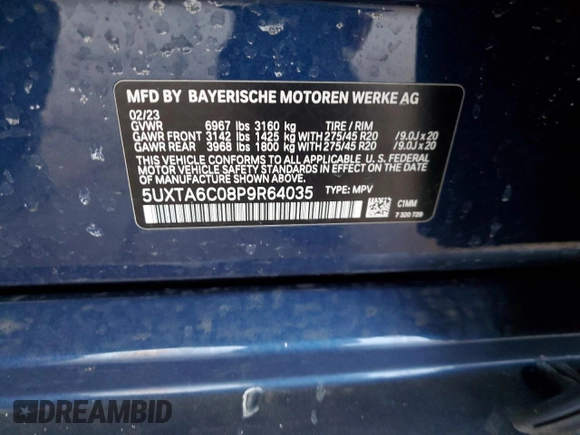 MFD BY BAYERISCHE MOTOREN WERKE AG
02/23
GVWR 6967 lbs 3160 kg TIRE / RIM
GAWR FRONT 3142 lbs 1425 kg WITH 275/45 R20 / 9.0J x 20
GAWR REAR 3968 lbs 1800 kg WITH 275/45 R20 / 9.0J x 20
THIS VEHICLE CONFORMS TO ALL APPLICABLE U. S. FEDERAL
MOTOR VEHICLE SAFETY STANDARDS IN EFFECT ON THE DATE
OF MANUFACTURE SHOWN ABOVE.
5UXTA6C08P9R64035 TYPE: MPV
C1MM
7 320 729
DREAMBID